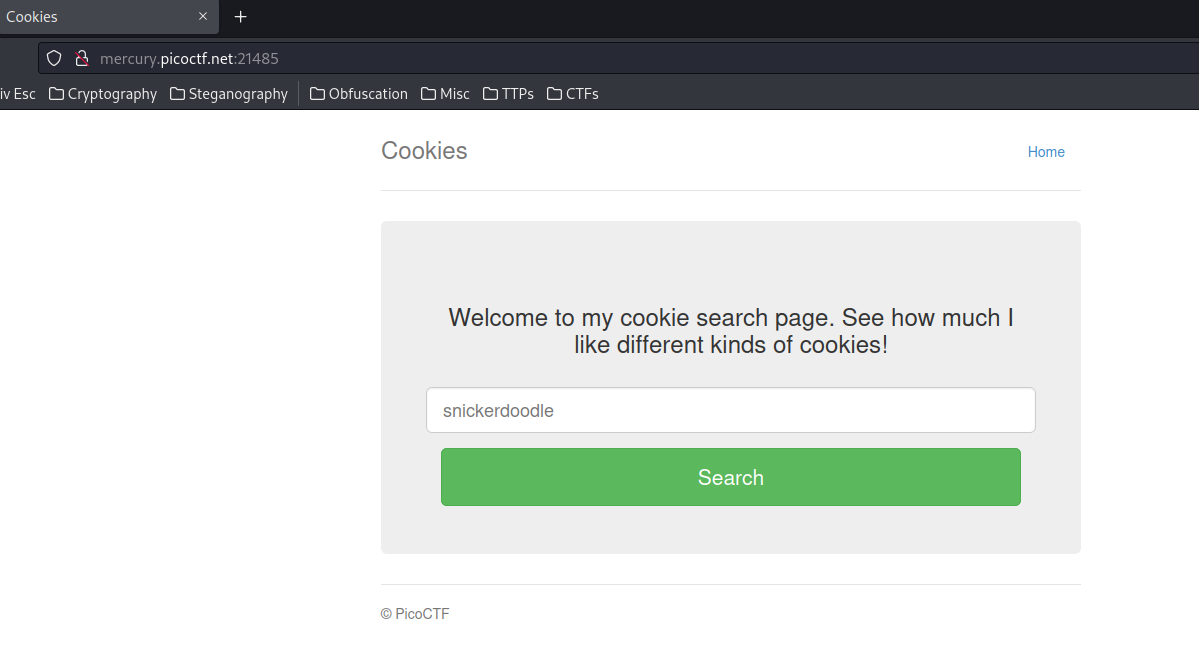 Cookies × +
mercury.picoctf.net:21485
iv Esc Cryptography Steganography Obfuscation Misc TTPs CTFs
Cookies Home
Welcome to my cookie search page. See how much I
like different kinds of cookies!
snickerdoodle
Search
© PicoCTF